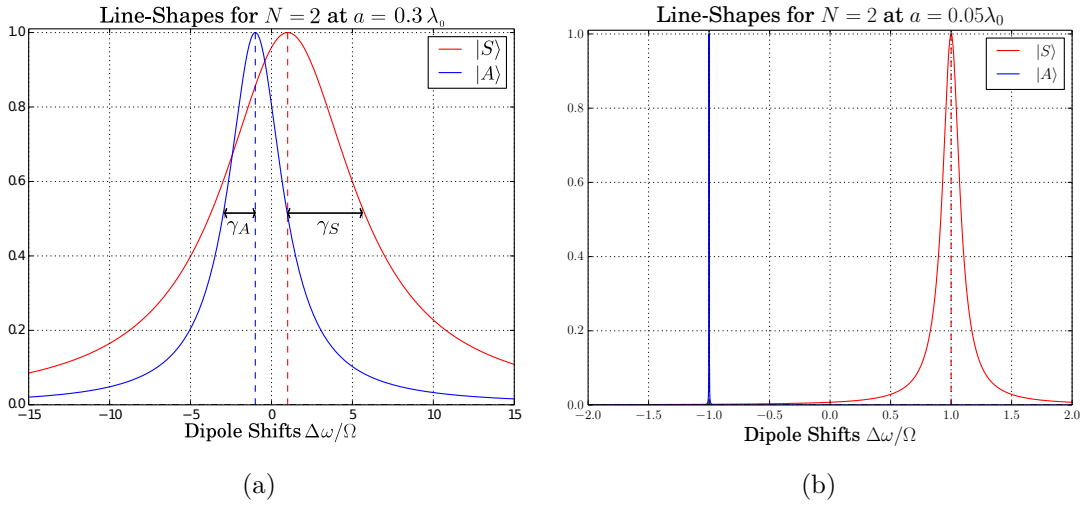 Line-Shapes for N = 2 at a = 0.3 λ₀
|S⟩
|A⟩
1.0
0.8
0.6
0.4
0.2
0.0
γ_A
γ_S
−15
−10
−5
0
5
10
15
Dipole Shifts Δω/Ω
(a)
Line-Shapes for N = 2 at a = 0.05λ₀
|S⟩
|A⟩
1.0
0.8
0.6
0.4
0.2
0.0
−2.0
−1.5
−1.0
−0.5
0.0
0.5
1.0
1.5
2.0
Dipole Shifts Δω/Ω
(b)